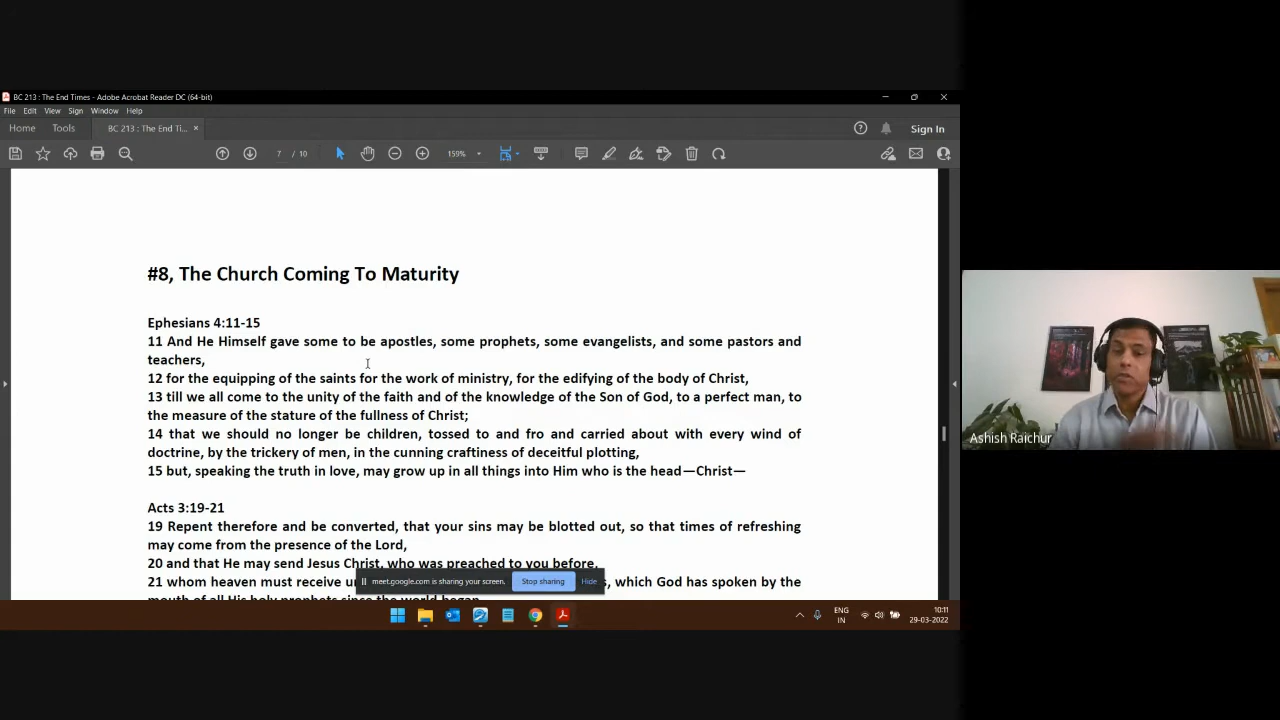 BC 213 : The End Times - Adobe Acrobat Reader DC (64-bit)
File Edit View Sign Window Help
Home Tools BC 213 : The End Ti... × Sign In
7 / 10 159%
#8, The Church Coming To Maturity
Ephesians 4:11-15
11 And He Himself gave some to be apostles, some prophets, some evangelists, and some pastors and
teachers,
12 for the equipping of the saints for the work of ministry, for the edifying of the body of Christ,
13 till we all come to the unity of the faith and of the knowledge of the Son of God, to a perfect man, to
the measure of the stature of the fullness of Christ;
14 that we should no longer be children, tossed to and fro and carried about with every wind of
doctrine, by the trickery of men, in the cunning craftiness of deceitful plotting,
15 but, speaking the truth in love, may grow up in all things into Him who is the head—Christ—
Ashish Raichur
Acts 3:19-21
19 Repent therefore and be converted, that your sins may be blotted out, so that times of refreshing
may come from the presence of the Lord,
20 and that He may send Jesus Christ, who was preached to you before,
21 whom heaven must receive , which God has spoken by the
meet.google.com is sharing your screen. Stop sharing Hide
mouth of all His holy prophets since the world began
ENG
IN
10:11
29-03-2022